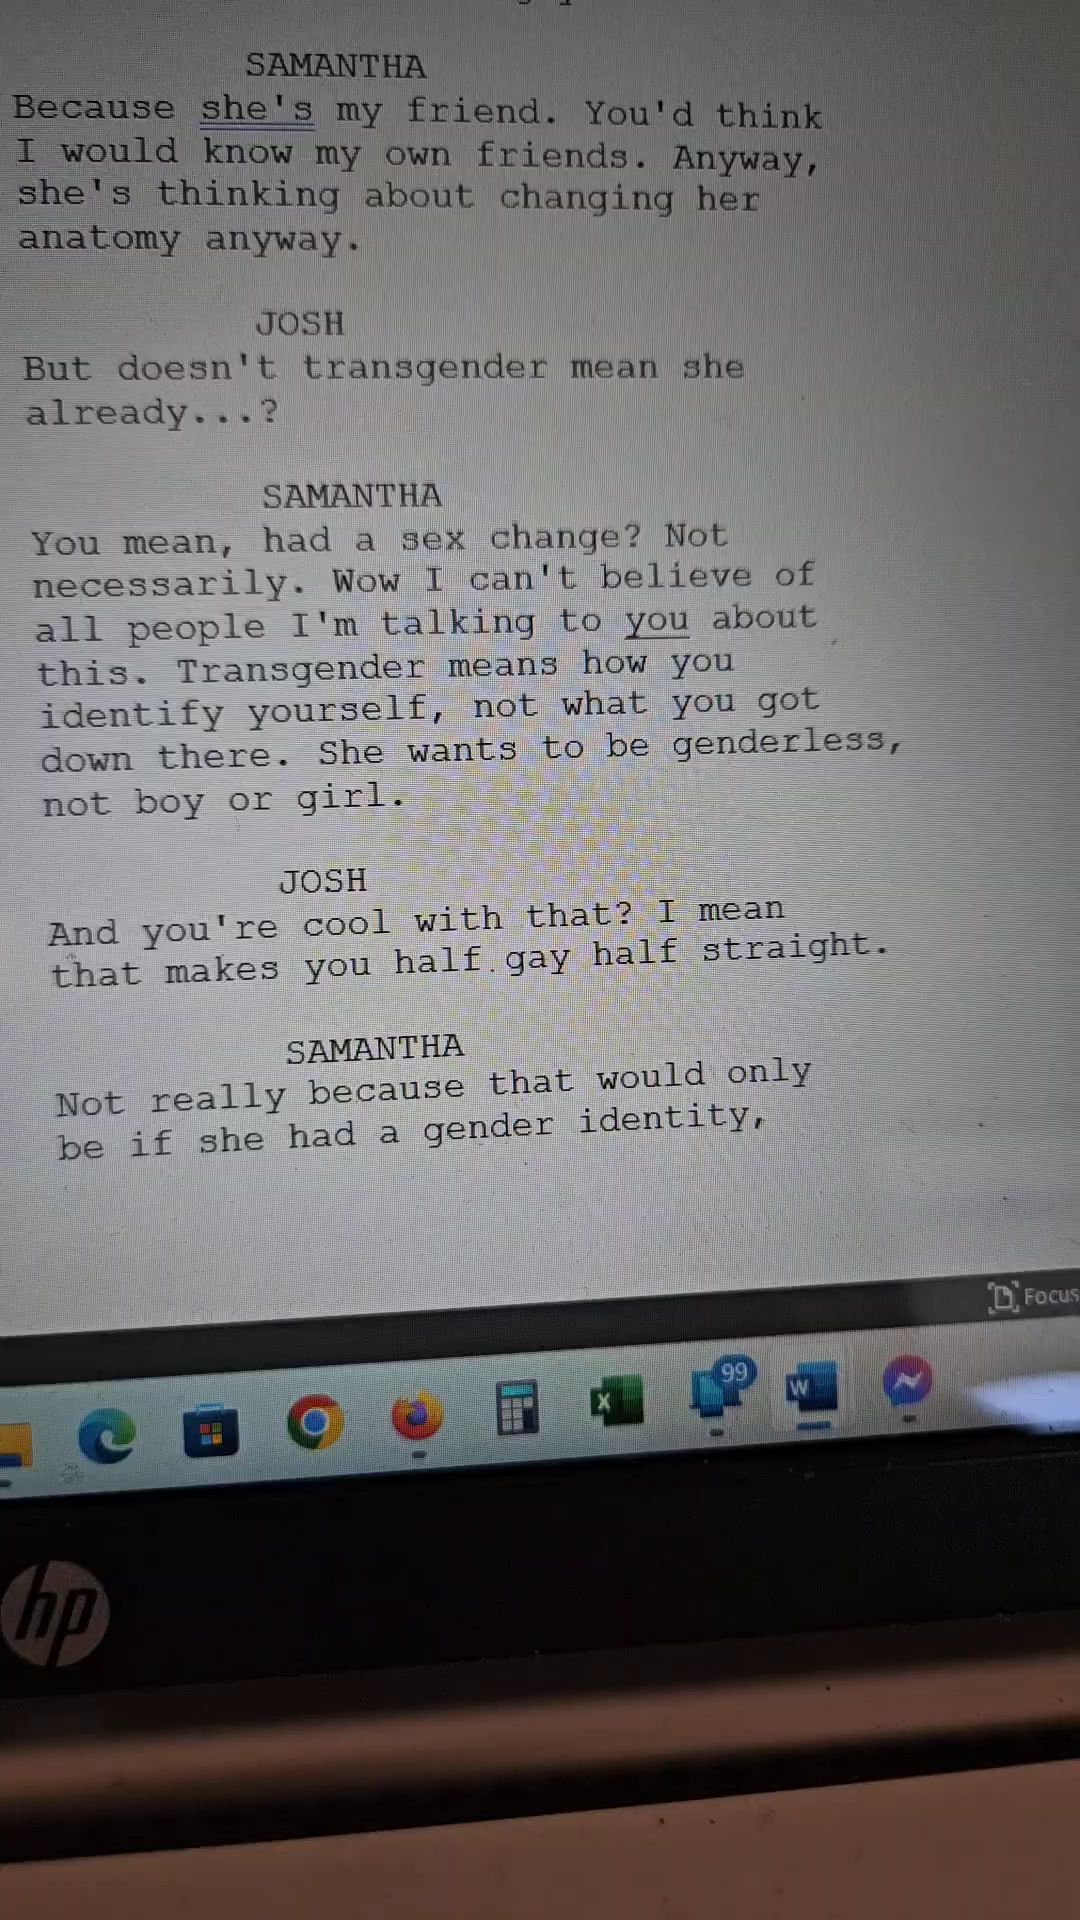 SAMANTHA
Because she's my friend. You'd think
I would know my own friends. Anyway,
she's thinking about changing her
anatomy anyway.
JOSH
But doesn't transgender mean she
already...?
SAMANTHA
You mean, had a sex change? Not
necessarily. Wow I can't believe of
all people I'm talking to you about
this. Transgender means how you
identify yourself, not what you got
down there. She wants to be genderless,
not boy or girl.
JOSH
And you're cool with that? I mean
that makes you half gay half straight.
SAMANTHA
Not really because that would only
be if she had a gender identity,
Focus
99
X
W
hp